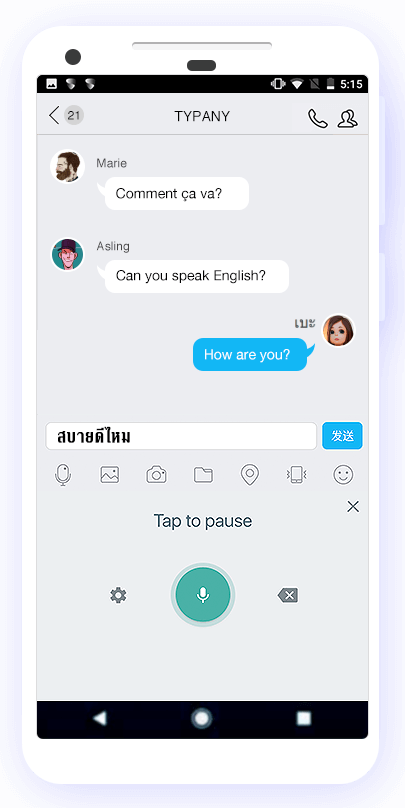 5:15
21
TYPANY
Marie
Comment ça va?
Asling
Can you speak English?
เบะ
How are you?
สบายดีไหม
发送
Tap to pause